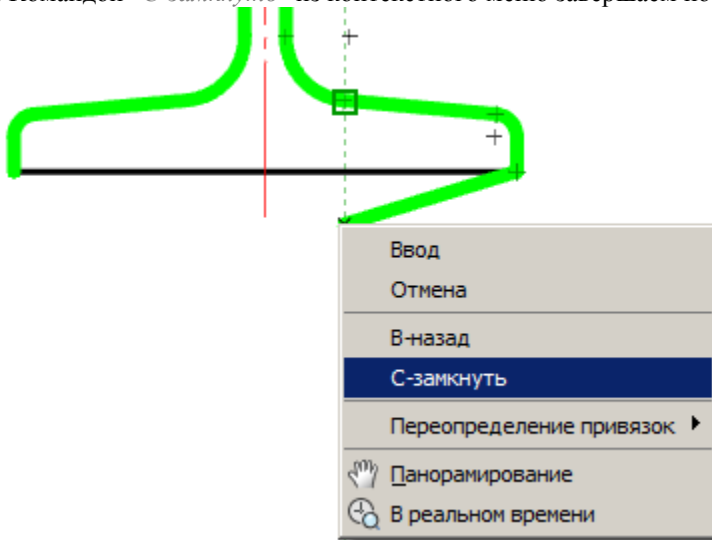 Командой "С-замкнуть" из контекстного меню завершаем по
Ввод
Отмена
В-назад
С-замкнуть
Переопределение привязок
Панорамирование
В реальном времени